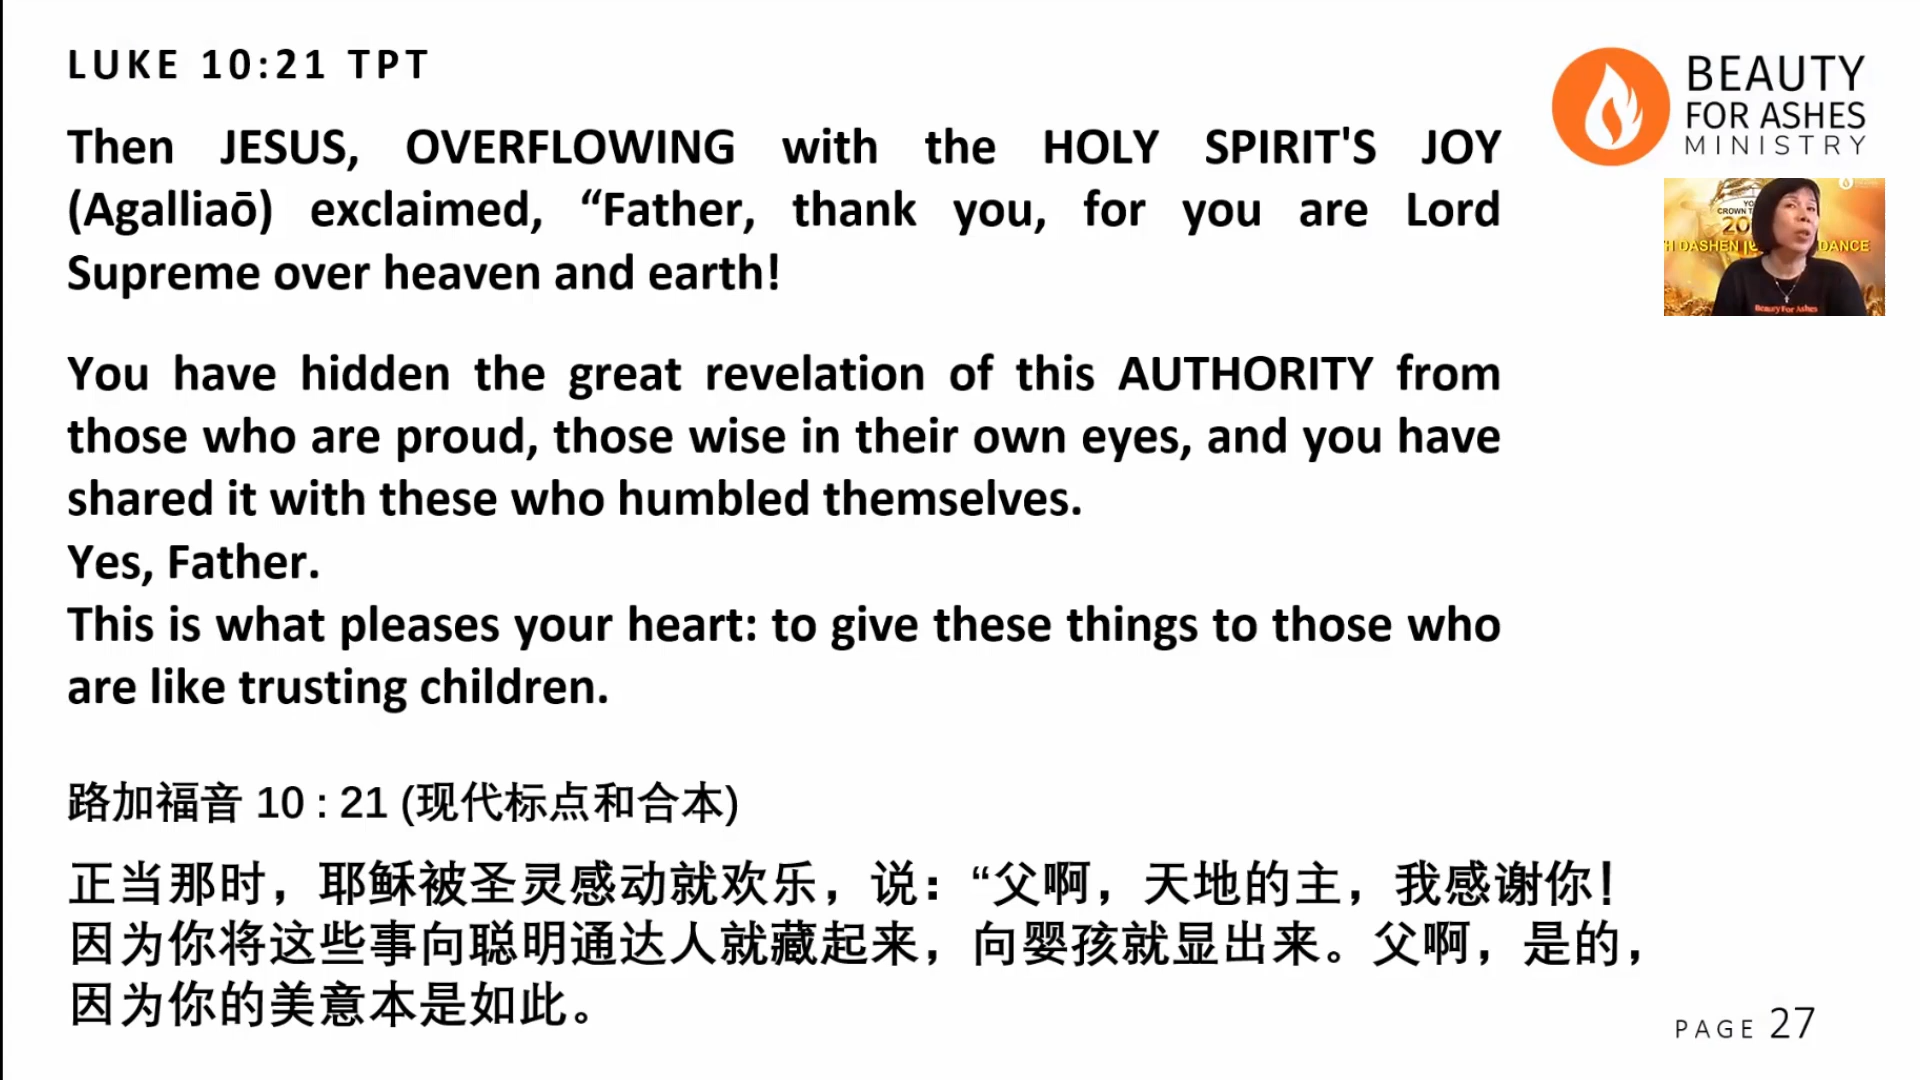 LUKE 10:21 TPT
Then JESUS, OVERFLOWING with the HOLY SPIRIT'S JOY
(Agalliaō) exclaimed, “Father, thank you, for you are Lord
Supreme over heaven and earth!
You have hidden the great revelation of this AUTHORITY from
those who are proud, those wise in their own eyes, and you have
shared it with these who humbled themselves.
Yes, Father.
This is what pleases your heart: to give these things to those who
are like trusting children.
路加福音 10 : 21 (现代标点和合本)
正当那时，耶稣被圣灵感动就欢乐，说：“父啊，天地的主，我感谢你！
因为你将这些事向聪明通达人就藏起来，向婴孩就显出来。父啊，是的，
因为你的美意本是如此。
BEAUTY
FOR ASHES
MINISTRY
CROWN
20
DASHEN
DANCE
Beauty For Ashes
PAGE 27